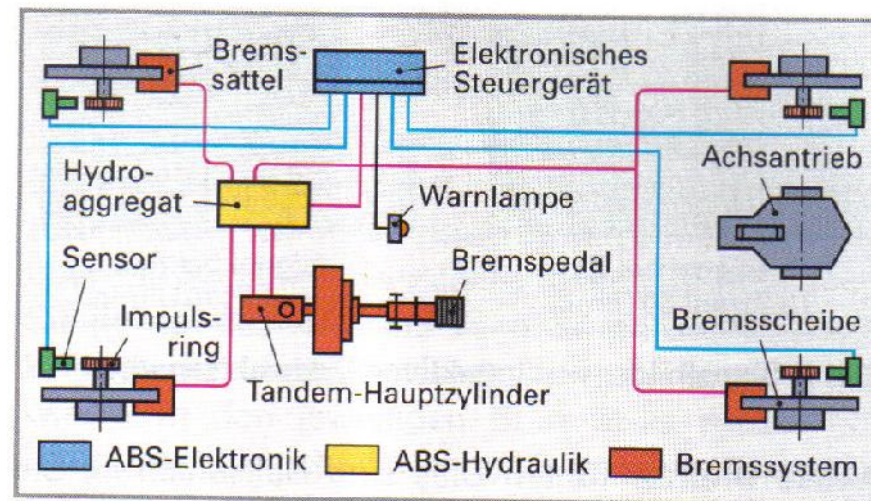 Brems-
sattel
Elektronisches
Steuergerät
Achsantrieb
Hydro-
aggregat
Warnlampe
Sensor
Bremspedal
Impuls-
ring
Bremsscheibe
Tandem-Hauptzylinder
ABS-Elektronik
ABS-Hydraulik
Bremssystem